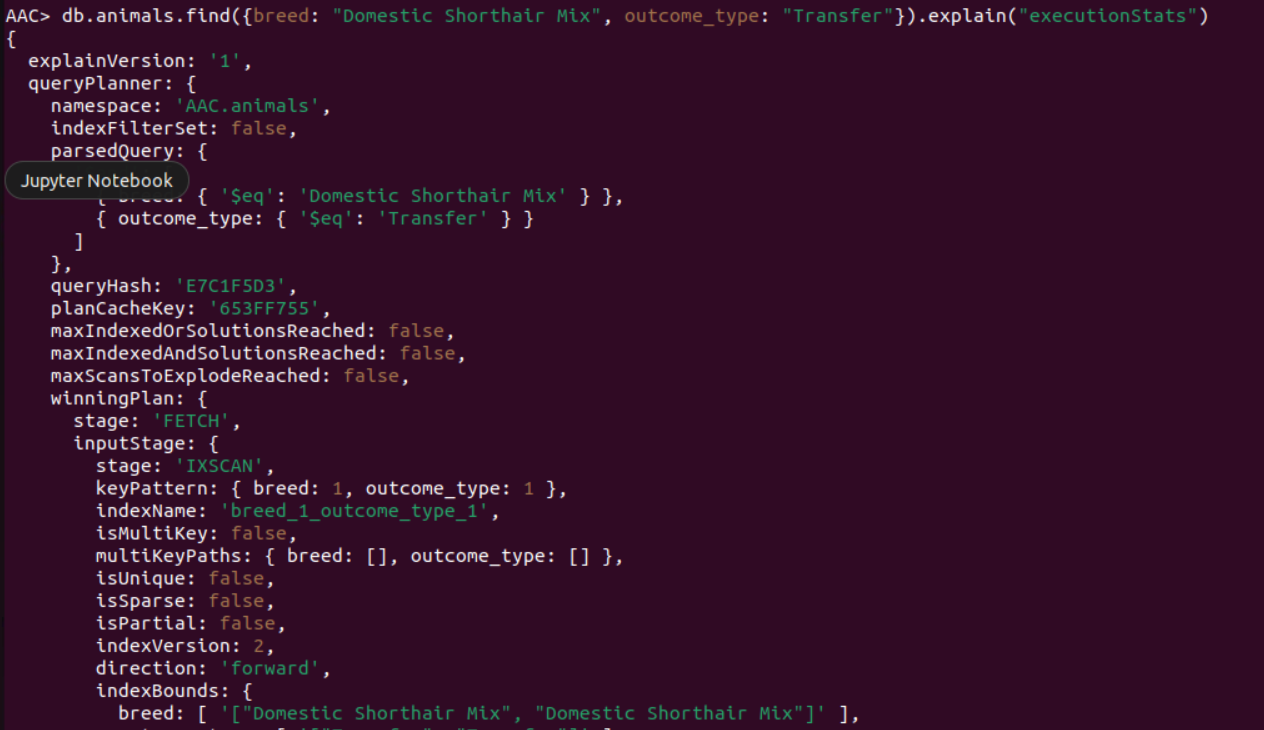 AAC> db.animals.find({breed: "Domestic Shorthair Mix", outcome_type: "Transfer"}).explain("executionStats")
{
  explainVersion: '1',
  queryPlanner: {
    namespace: 'AAC.animals',
    indexFilterSet: false,
    parsedQuery: {
Jupyter Notebook
        { breed: { '$eq': 'Domestic Shorthair Mix' } },
        { outcome_type: { '$eq': 'Transfer' } }
      ]
    },
    queryHash: 'E7C1F5D3',
    planCacheKey: '653FF755',
    maxIndexedOrSolutionsReached: false,
    maxIndexedAndSolutionsReached: false,
    maxScansToExplodeReached: false,
    winningPlan: {
      stage: 'FETCH',
      inputStage: {
        stage: 'IXSCAN',
        keyPattern: { breed: 1, outcome_type: 1 },
        indexName: 'breed_1_outcome_type_1',
        isMultiKey: false,
        multiKeyPaths: { breed: [], outcome_type: [] },
        isUnique: false,
        isSparse: false,
        isPartial: false,
        indexVersion: 2,
        direction: 'forward',
        indexBounds: {
          breed: [ '["Domestic Shorthair Mix", "Domestic Shorthair Mix"]' ],